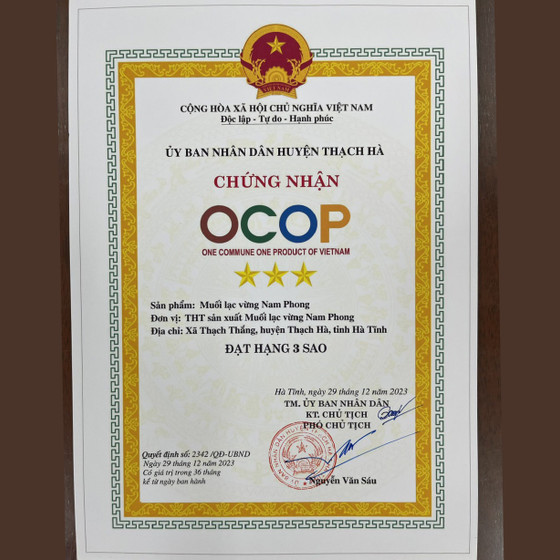 VIỆT NAM
CỘNG HÒA XÃ HỘI CHỦ NGHĨA VIỆT NAM
Độc lập - Tự do - Hạnh phúc
ỦY BAN NHÂN DÂN HUYỆN THẠCH HÀ
CHỨNG NHẬN
OCOP
ONE COMMUNE ONE PRODUCT OF VIETNAM
Sản phẩm: Muối lạc vừng Nam Phong
Đơn vị: THT sản xuất Muối lạc vừng Nam Phong
Địa chỉ: Xã Thạch Thắng, huyện Thạch Hà, tỉnh Hà Tĩnh
ĐẠT HẠNG 3 SAO
Hà Tĩnh, ngày 29 tháng 12 năm 2023
TM. ỦY BAN NHÂN DÂN
KT. CHỦ TỊCH
PHÓ CHỦ TỊCH
Quyết định số: 2342 /QĐ-UBND
Ngày 29 tháng 12 năm 2023
Có giá trị trong 36 tháng
kể từ ngày ban hành
Nguyễn Văn Sáu